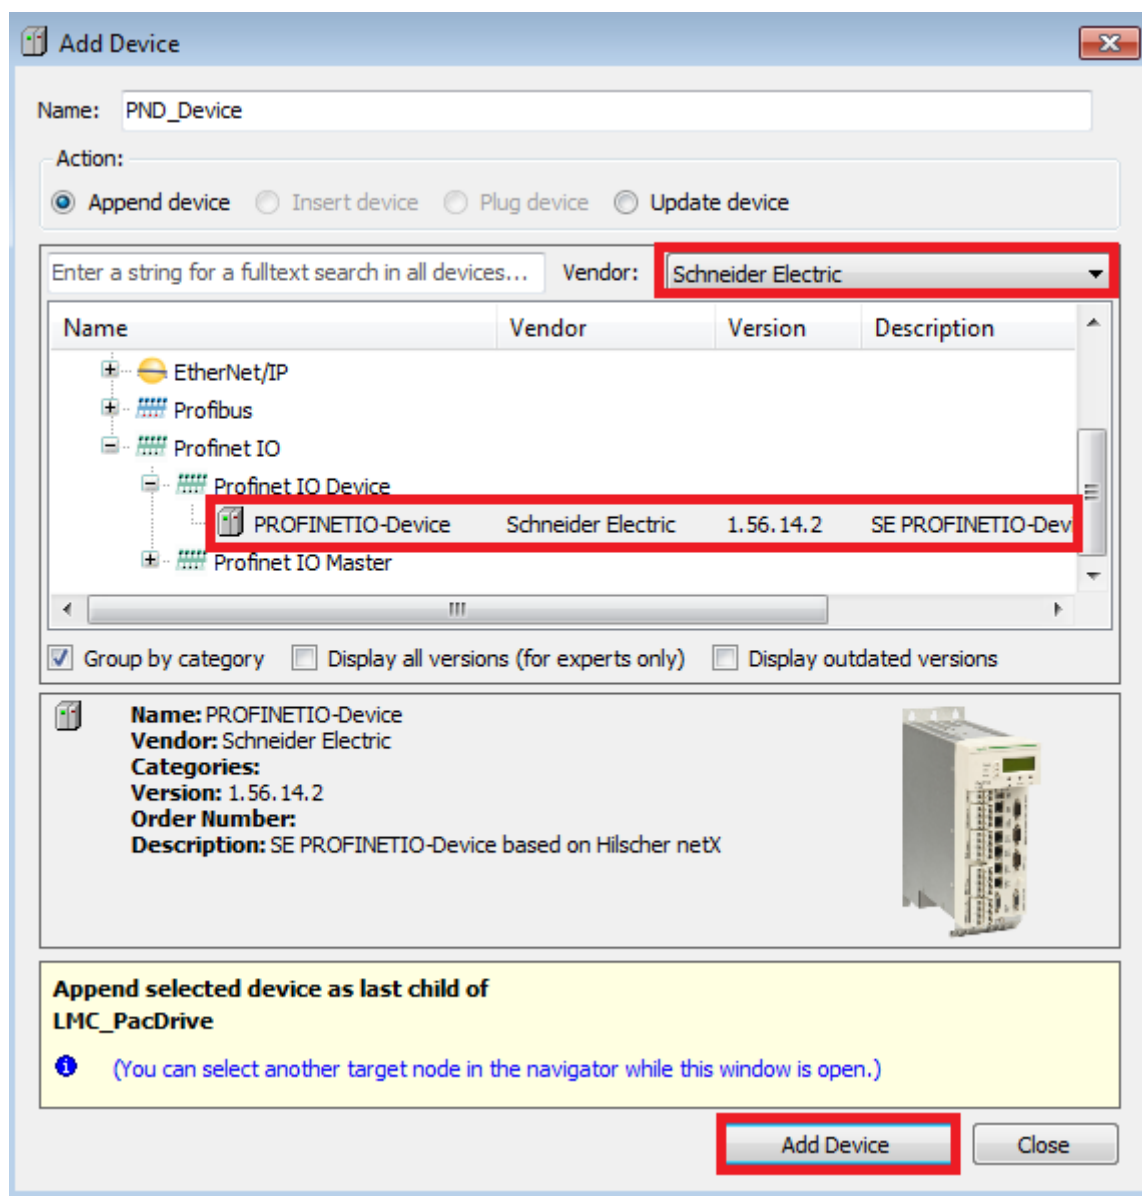 Add Device
Name: PND_Device
Action:
Append device Insert device Plug device Update device
Enter a string for a fulltext search in all devices... Vendor: Schneider Electric
Name Vendor Version Description
EtherNet/IP
Profibus
Profinet IO
Profinet IO Device
PROFINETIO-Device Schneider Electric 1.56.14.2 SE PROFINETIO-Dev
Profinet IO Master
Group by category Display all versions (for experts only) Display outdated versions
Name: PROFINETIO-Device
Vendor: Schneider Electric
Categories:
Version: 1.56.14.2
Order Number:
Description: SE PROFINETIO-Device based on Hilscher netX
Append selected device as last child of
LMC_PacDrive
(You can select another target node in the navigator while this window is open.)
Add Device Close